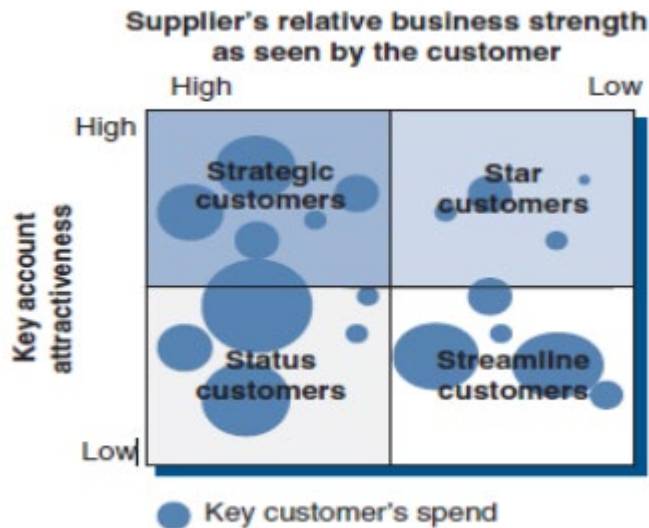 Supplier's relative business strength
as seen by the customer
High Low
High
Key account
attractiveness
Strategic
customers
Star
customers
Status
customers
Streamline
customers
Low
Key customer's spend